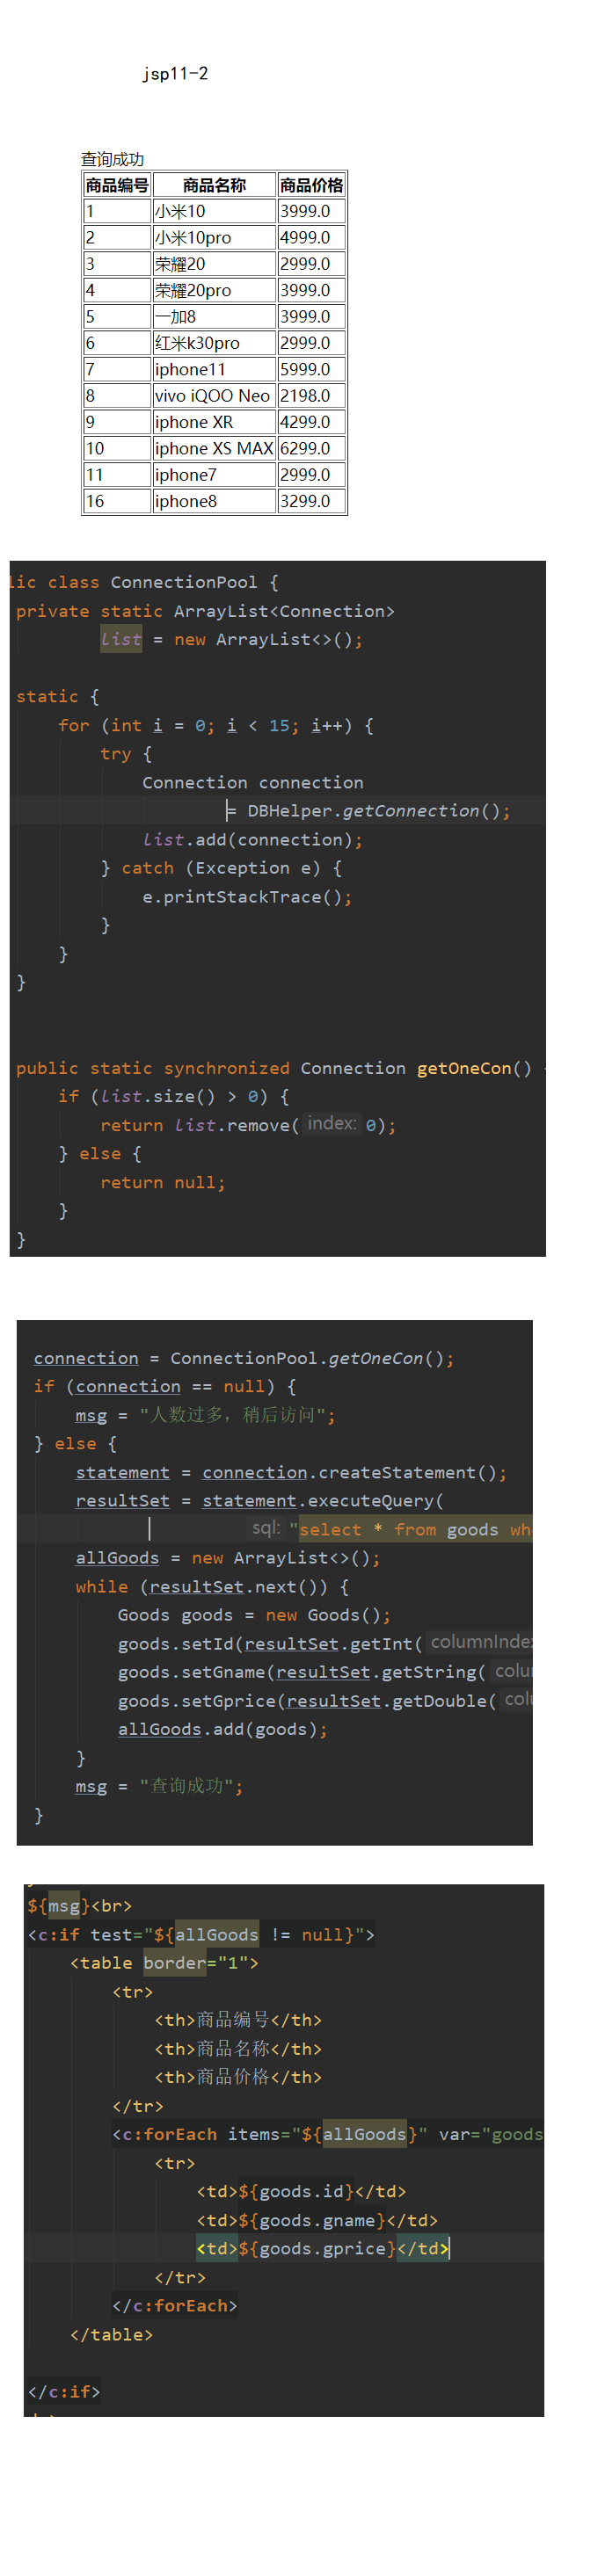 jsp11-2
查询成功
商品编号 商品名称 商品价格
1 小米10 3999.0
2 小米10pro 4999.0
3 荣耀20 2999.0
4 荣耀20pro 3999.0
5 一加8 3999.0
6 红米k30pro 2999.0
7 iphone11 5999.0
8 vivo iQOO Neo 2198.0
9 iphone XR 4299.0
10 iphone XS MAX 6299.0
11 iphone7 2999.0
16 iphone8 3299.0
lic class ConnectionPool {
private static ArrayList<Connection>
list = new ArrayList<>();
static {
for (int i = 0; i < 15; i++) {
try {
Connection connection
= DBHelper.getConnection();
list.add(connection);
} catch (Exception e) {
e.printStackTrace();
}
}
}
public static synchronized Connection getOneCon()
if (list.size() > 0) {
return list.remove( index: 0);
} else {
return null;
}
}
connection = ConnectionPool.getOneCon();
if (connection == null) {
msg = "人数过多，稍后访问";
} else {
statement = connection.createStatement();
resultSet = statement.executeQuery(
sql: "select * from goods wh
allGoods = new ArrayList<>();
while (resultSet.next()) {
Goods goods = new Goods();
goods.setId(resultSet.getInt( columnInde
goods.setGname(resultSet.getString( colu
goods.setGprice(resultSet.getDouble( col
allGoods.add(goods);
}
msg = "查询成功";
}
${msg}<br>
<c:if test="${allGoods != null}">
<table border="1">
<tr>
<th>商品编号</th>
<th>商品名称</th>
<th>商品价格</th>
</tr>
<c:forEach items="${allGoods}" var="goods
<tr>
<td>${goods.id}</td>
<td>${goods.gname}</td>
<td>${goods.gprice}</td>
</tr>
</c:forEach>
</table>
</c:if>